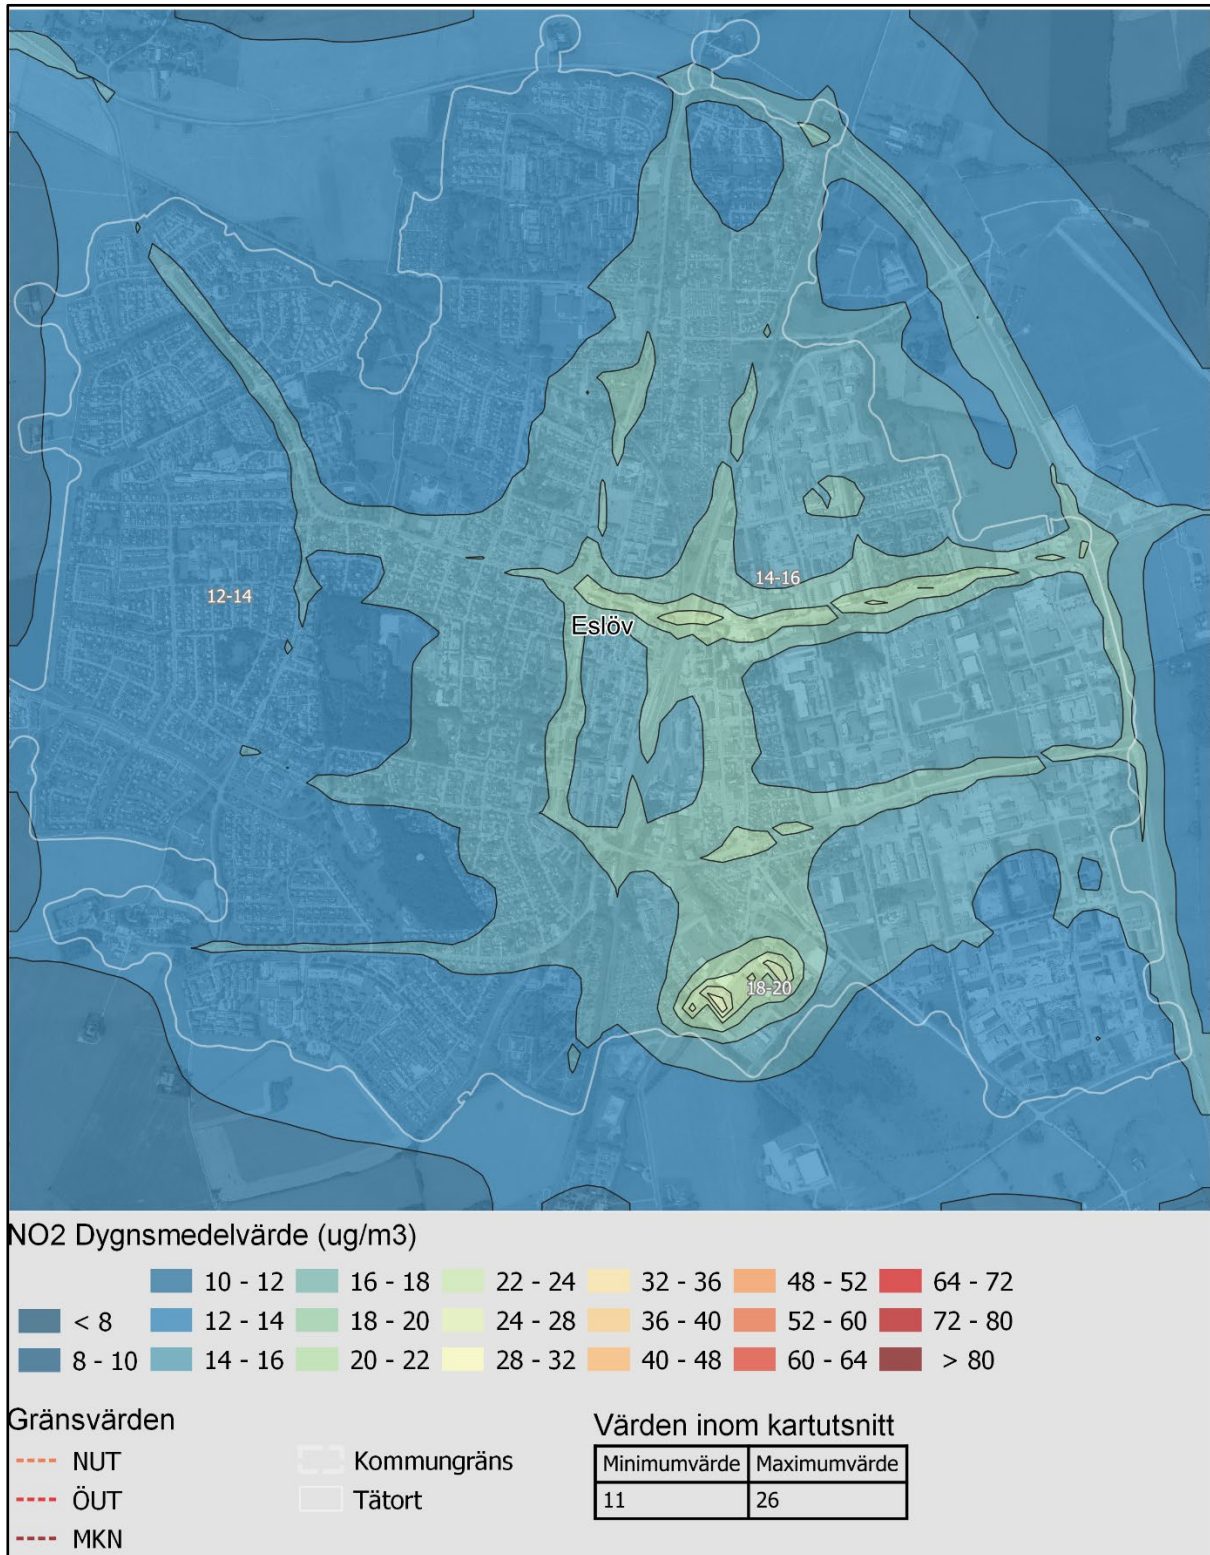 14-16
12-14
Eslöv
18-20
NO2 Dygnsmedelvärde (ug/m3)
10 - 12 16 - 18 22 - 24 32 - 36 48 - 52 64 - 72
< 8 12 - 14 18 - 20 24 - 28 36 - 40 52 - 60 72 - 80
8 - 10 14 - 16 20 - 22 28 - 32 40 - 48 60 - 64 > 80
Gränsvärden
NUT
ÖUT
MKN
Kommungräns
Tätort
Värden inom kartutsnitt
Minimumvärde Maximumvärde
11 26